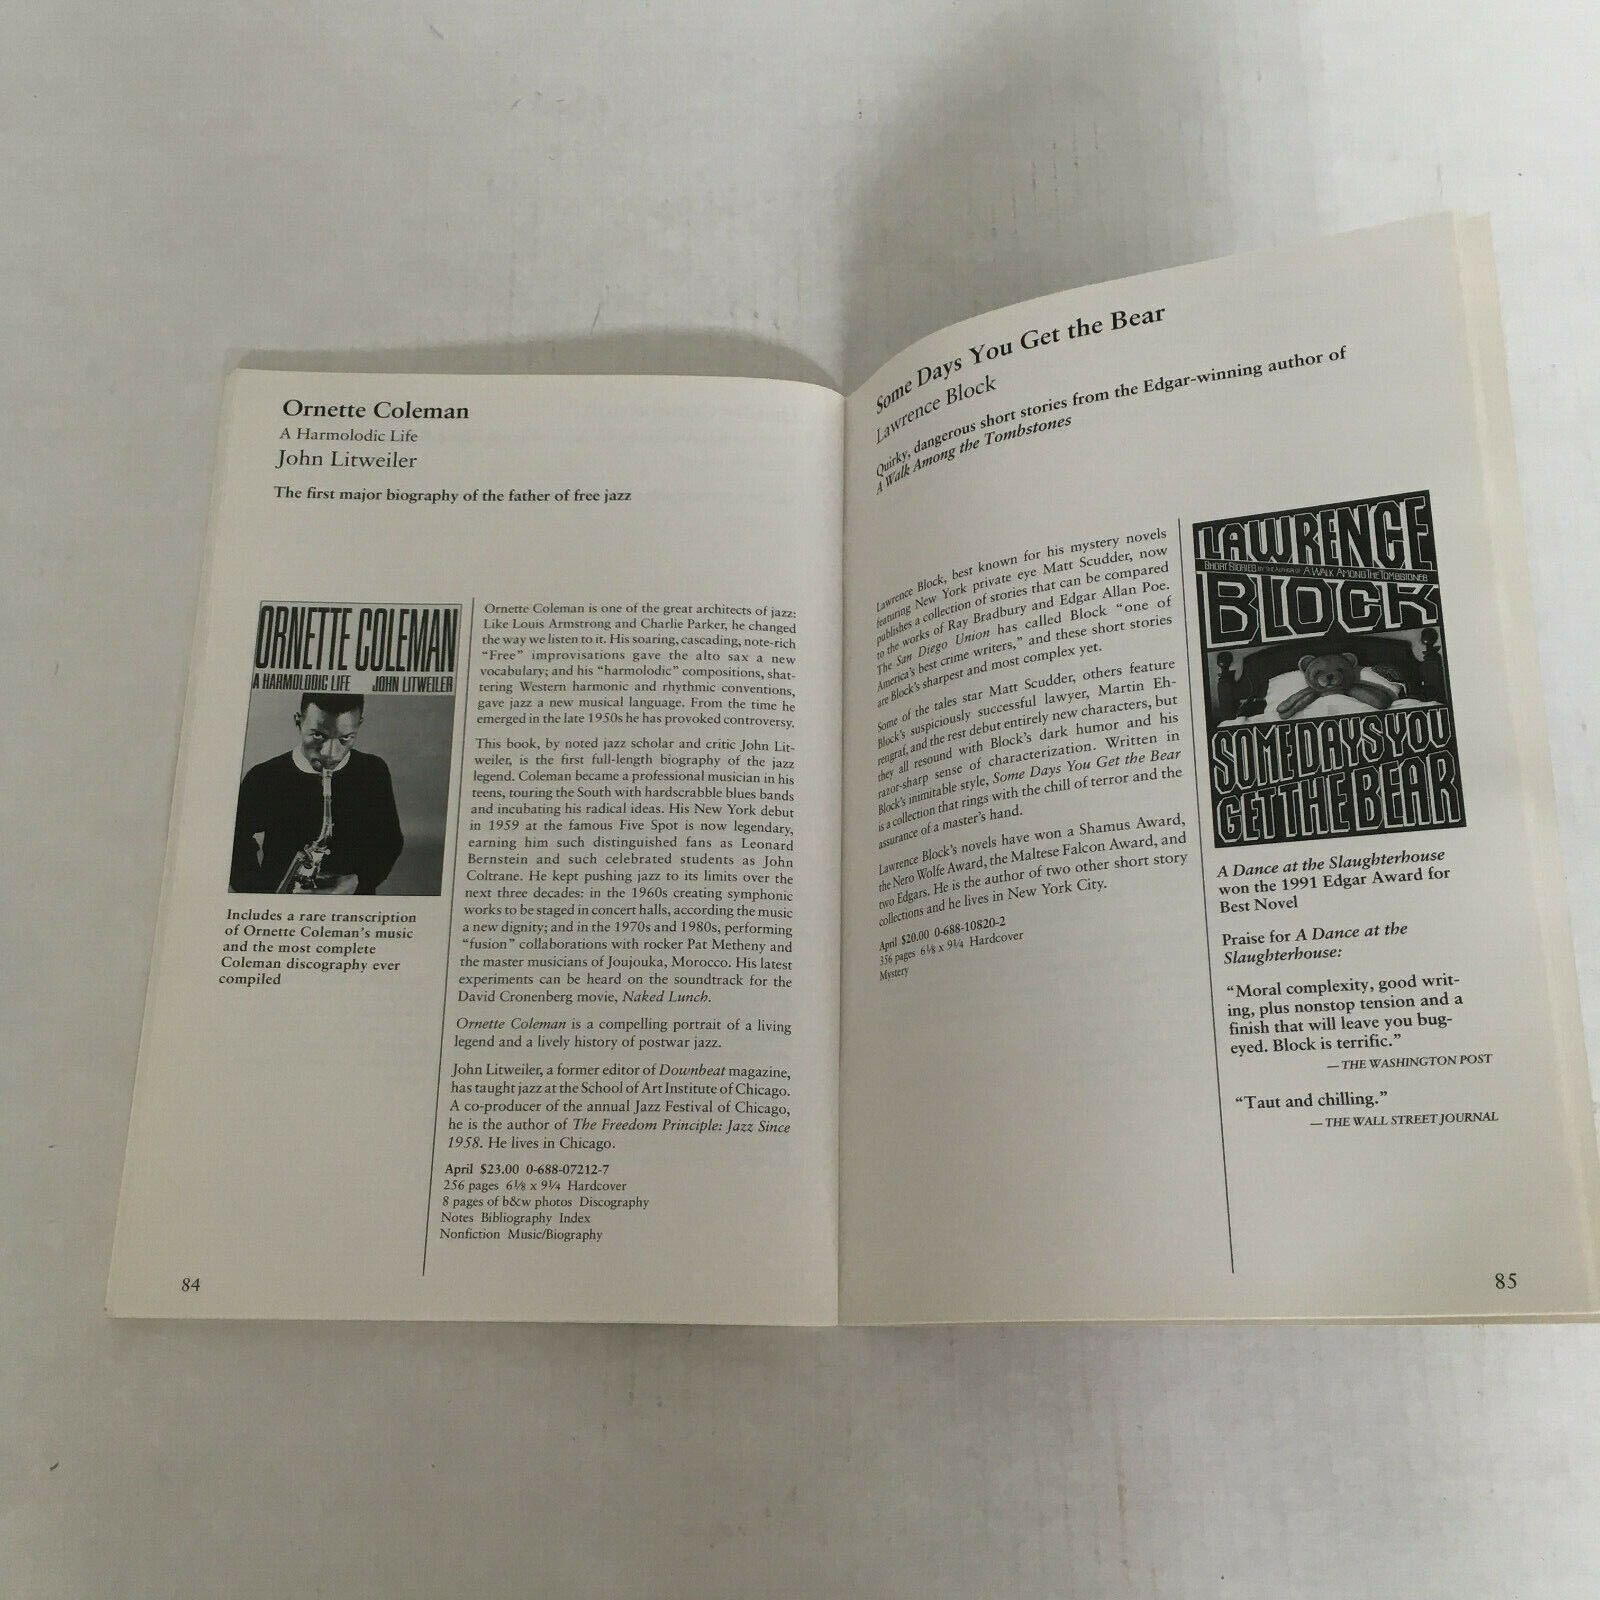 Ornette Coleman
A Harmolodic Life
John Litweiler
The first major biography of the father of free jazz
ORNETTE COLEMAN
A HARMOLODIC LIFE JOHN LITWEILER
Includes a rare transcription
of Ornette Coleman's music
and the most complete
Coleman discography ever
compiled
Ornette Coleman is one of the great architects of jazz:
Like Louis Armstrong and Charlie Parker, he changed
the way we listen to it. His soaring, cascading, note-rich
"Free" improvisations gave the alto sax a new
vocabulary; and his "harmolodic" compositions, shat-
tering Western harmonic and rhythmic conventions,
gave jazz a new musical language. From the time he
emerged in the late 1950s he has provoked controversy.
This book, by noted jazz scholar and critic John Lit-
weiler, is the first full-length biography of the jazz
legend. Coleman became a professional musician in his
teens, touring the South with hardscrabble blues bands
and incubating his radical ideas. His New York debut
in 1959 at the famous Five Spot is now legendary,
earning him such distinguished fans as Leonard
Bernstein and such celebrated students as John
Coltrane. He kept pushing jazz to its limits over the
next three decades: in the 1960s creating symphonic
works to be staged in concert halls, according the music
a new dignity; and in the 1970s and 1980s, performing
"fusion" collaborations with rocker Pat Metheny and
the master musicians of Joujouka, Morocco. His latest
experiments can be heard on the soundtrack for the
David Cronenberg movie, Naked Lunch.
Ornette Coleman is a compelling portrait of a living
legend and a lively history of postwar jazz.
John Litweiler, a former editor of Downbeat magazine,
has taught jazz at the School of Art Institute of Chicago.
A co-producer of the annual Jazz Festival of Chicago,
he is the author of The Freedom Principle: Jazz Since
1958. He lives in Chicago.
April $23.00 0-688-07212-7
256 pages 6⅛ x 9¼ Hardcover
8 pages of b&w photos Discography
Notes Bibliography Index
Nonfiction Music/Biography
84
Some Days You Get the Bear
Lawrence Block
Quirky, dangerous short stories from the Edgar-winning author of
A Walk Among the Tombstones
Lawrence Block, best known for his mystery novels
featuring New York private eye Matt Scudder, now
publishes a collection of stories that can be compared
to the works of Ray Bradbury and Edgar Allan Poe.
The San Diego Union has called Block "one of
America's best crime writers," and these short stories
are Block's sharpest and most complex yet.
Some of the tales star Matt Scudder, others feature
Block's suspiciously successful lawyer, Martin Eh-
rengraf, and the rest debut entirely new characters, but
they all resound with Block's dark humor and his
razor-sharp sense of characterization. Written in
Block's inimitable style, Some Days You Get the Bear
is a collection that rings with the chill of terror and the
assurance of a master's hand.
Lawrence Block's novels have won a Shamus Award,
the Nero Wolfe Award, the Maltese Falcon Award, and
two Edgars. He is the author of two other short story
collections and he lives in New York City.
April $20.00 0-688-10820-2
356 pages 6⅛ x 9¼ Hardcover
Mystery
LAWRENCE
SHORT STORIES BY THE AUTHOR OF A WALK AMONG THE TOMBSTONES
BLOCK
SOME DAYS YOU
GET THE BEAR
A Dance at the Slaughterhouse
won the 1991 Edgar Award for
Best Novel
Praise for A Dance at the
Slaughterhouse:
"Moral complexity, good writ-
ing, plus nonstop tension and a
finish that will leave you bug-
eyed. Block is terrific."
—THE WASHINGTON POST
"Taut and chilling."
—THE WALL STREET JOURNAL
85